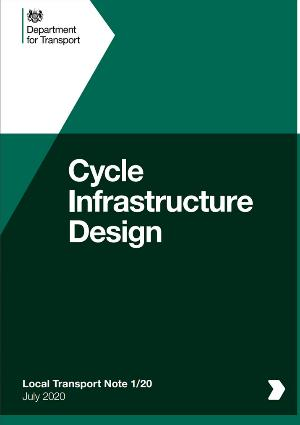 Department
for Transport
Cycle
Infrastructure
Design
Local Transport Note 1/20
July 2020